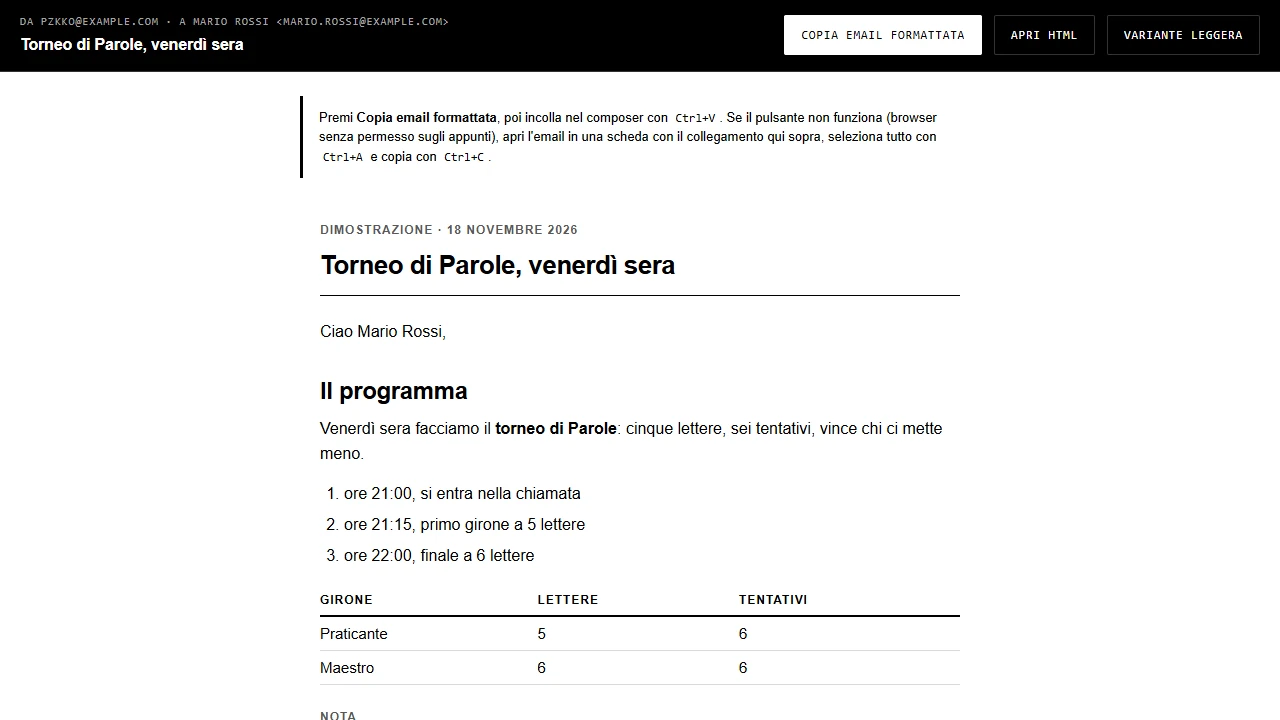 DA PZKKO@EXAMPLE.COM · A MARIO ROSSI <MARIO.ROSSI@EXAMPLE.COM>
Torneo di Parole, venerdì sera
COPIA EMAIL FORMATTATA
APRI HTML
VARIANTE LEGGERA
Premi Copia email formattata, poi incolla nel composer con Ctrl+V. Se il pulsante non funziona (browser
senza permesso sugli appunti), apri l'email in una scheda con il collegamento qui sopra, seleziona tutto con
Ctrl+A e copia con Ctrl+C.
DIMOSTRAZIONE · 18 NOVEMBRE 2026
Torneo di Parole, venerdì sera
Ciao Mario Rossi,
Il programma
Venerdì sera facciamo il torneo di Parole: cinque lettere, sei tentativi, vince chi ci mette
meno.
1. ore 21:00, si entra nella chiamata
2. ore 21:15, primo girone a 5 lettere
3. ore 22:00, finale a 6 lettere
GIRONE LETTERE TENTATIVI
Praticante 5 6
Maestro 6 6
NOTA